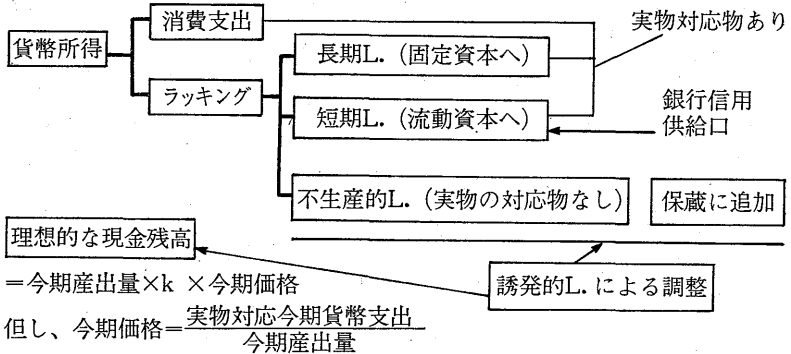 消費支出
実物対応物あり
貨幣所得
長期L.(固定資本へ)
ラッキング
短期L.(流動資本へ)
銀行信用
供給口
不生産的L.(実物の対応物なし)
保蔵に追加
理想的な現金残高
=今期産出量×k×今期価格
誘発的L.による調整
但し、今期価格=実物対応今期貨幣支出
今期産出量